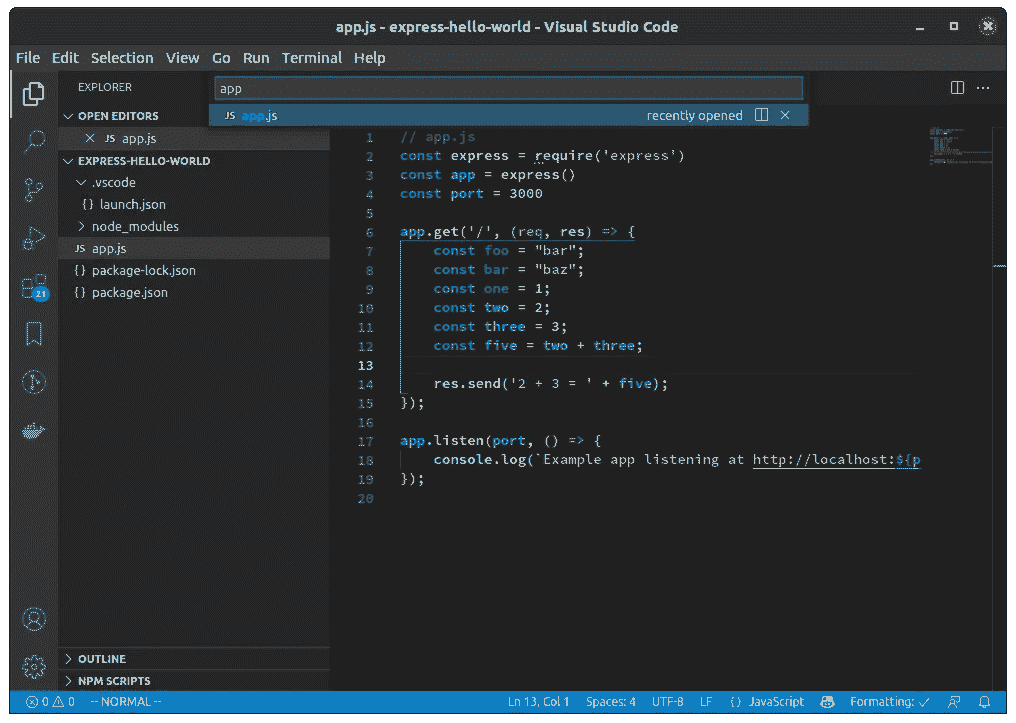 app.js - express-hello-world - Visual Studio Code
File Edit Selection View Go Run Terminal Help
EXPLORER
app
JS app.js recently opened
OPEN EDITORS
JS app.js
EXPRESS-HELLO-WORLD
.vscode
{} launch.json
node_modules
JS app.js
{} package-lock.json
{} package.json
21
OUTLINE
NPM SCRIPTS
1 // app.js
2 const express = require('express')
3 const app = express()
4 const port = 3000
5
6 app.get('/', (req, res) => {
7 const foo = "bar";
8 const bar = "baz";
9 const one = 1;
10 const two = 2;
11 const three = 3;
12 const five = two + three;
13
14 res.send('2 + 3 = ' + five);
15 });
16
17 app.listen(port, () => {
18 console.log(`Example app listening at http://localhost:${p
19 });
20
0 0 -- NORMAL -- Ln 13, Col 1 Spaces: 4 UTF-8 LF {} JavaScript Formatting: ✓